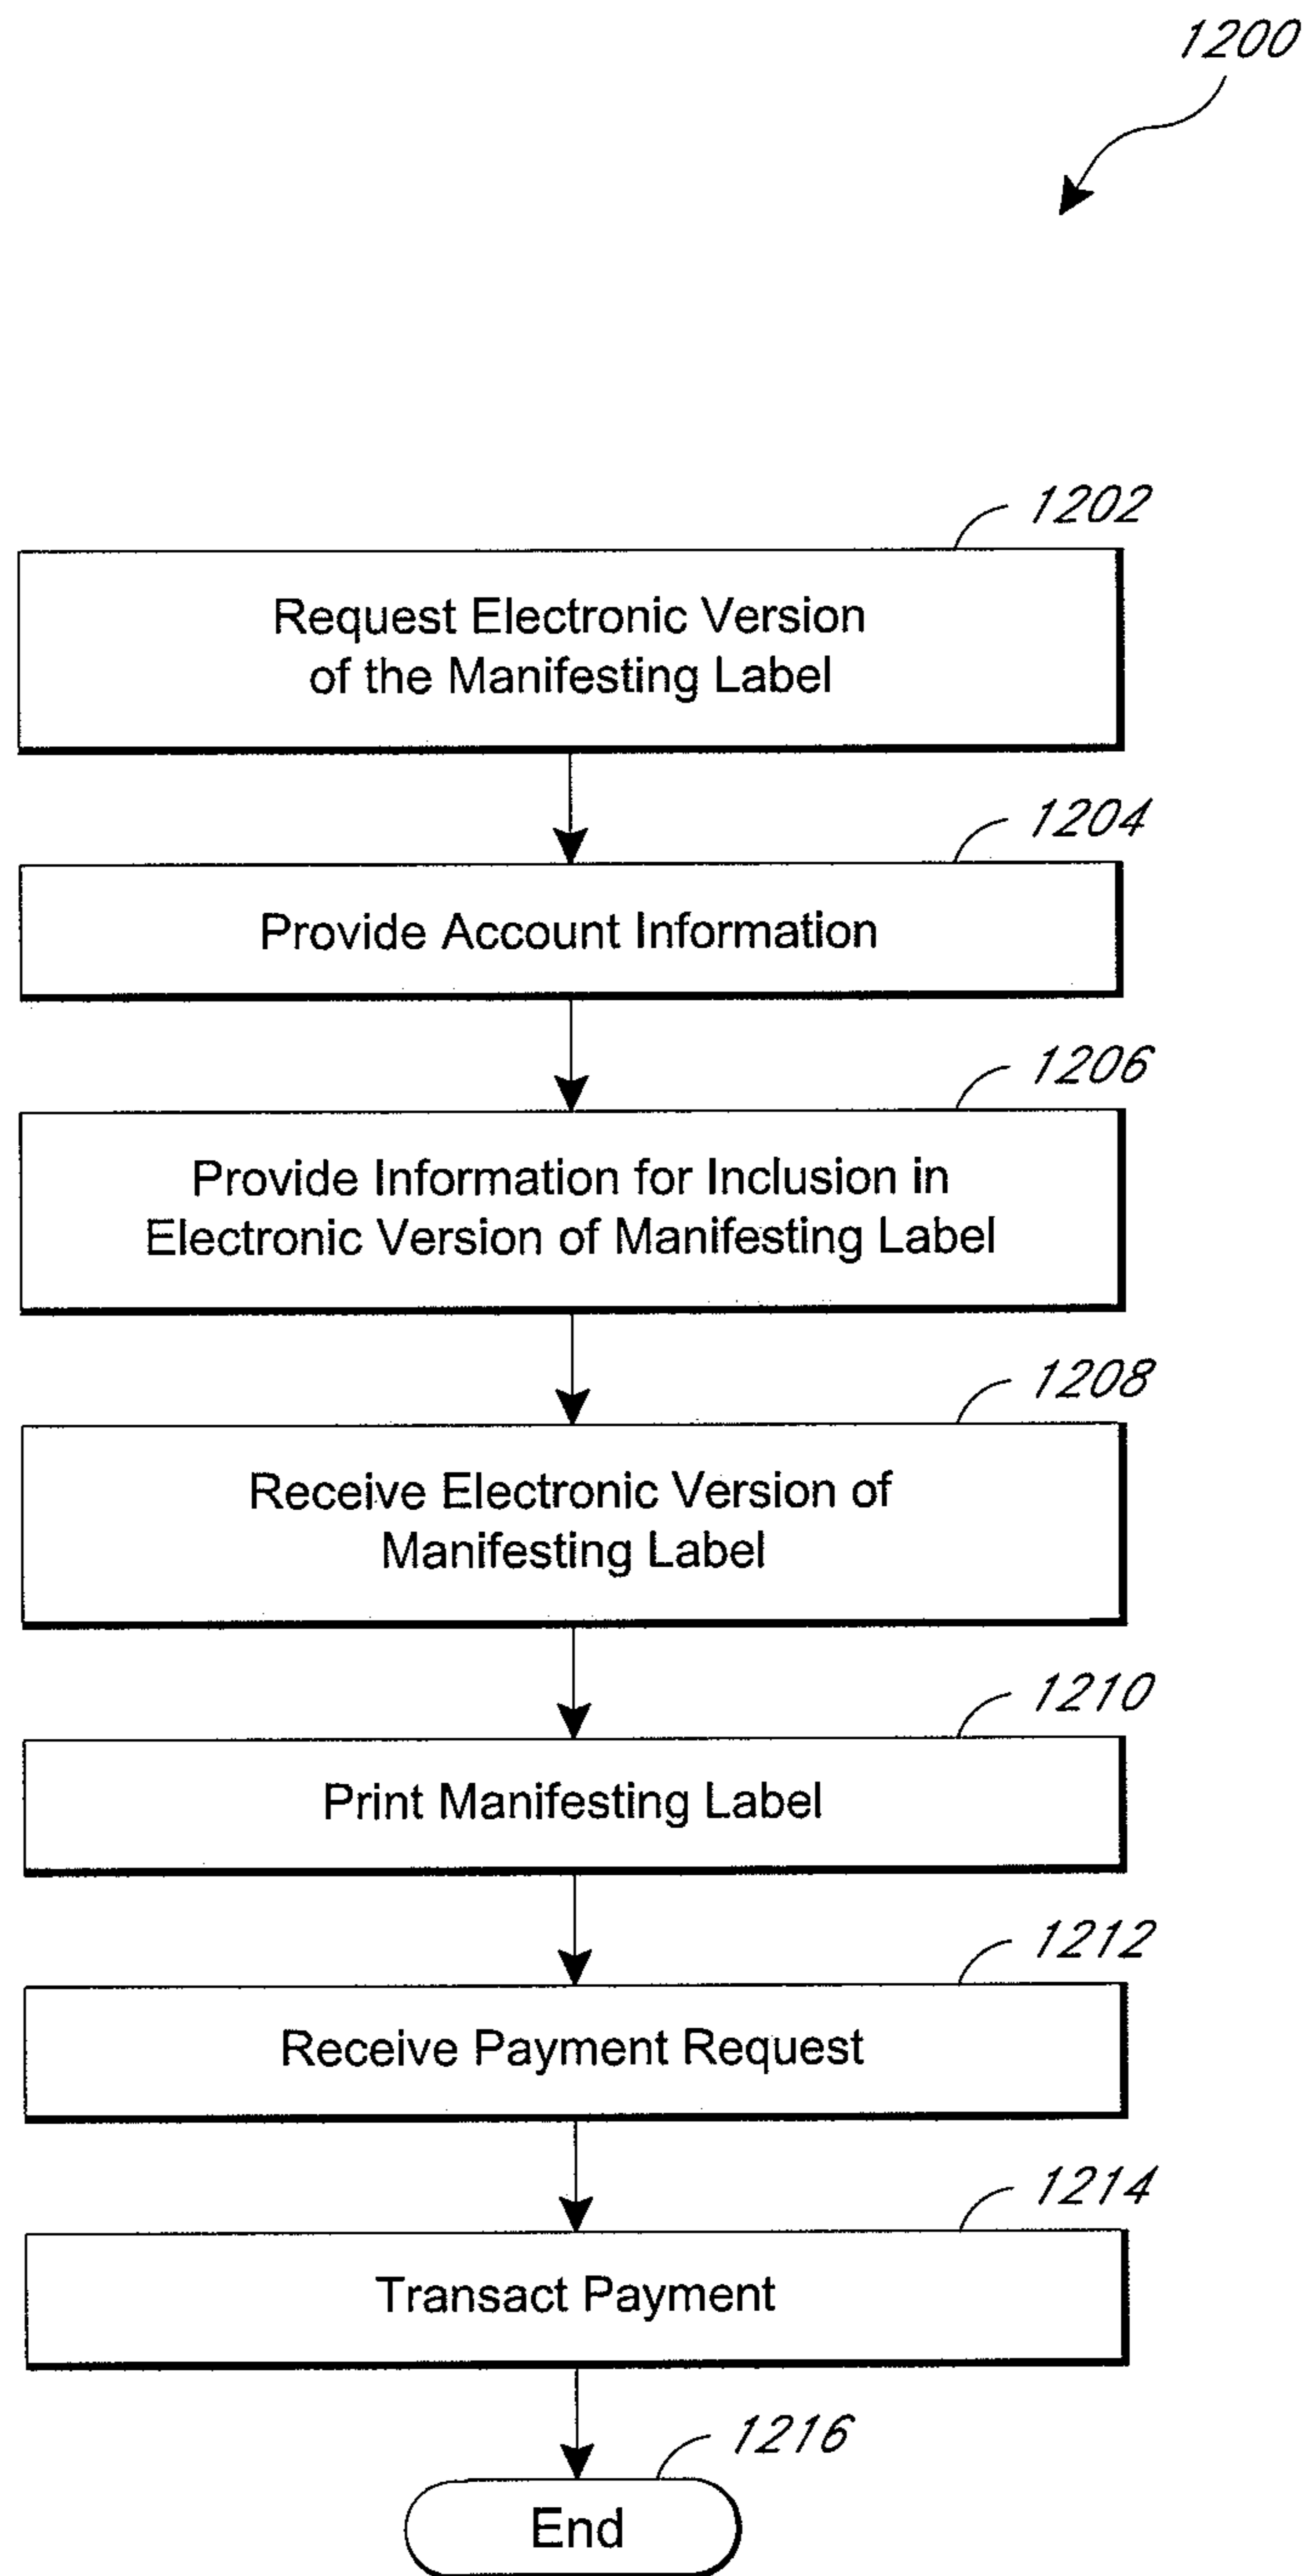 1200
1202
Request Electronic Version
of the Manifesting Label
1204
Provide Account Information
1206
Provide Information for Inclusion in
Electronic Version of Manifesting Label
1208
Receive Electronic Version of
Manifesting Label
1210
Print Manifesting Label
1212
Receive Payment Request
1214
Transact Payment
1216
End